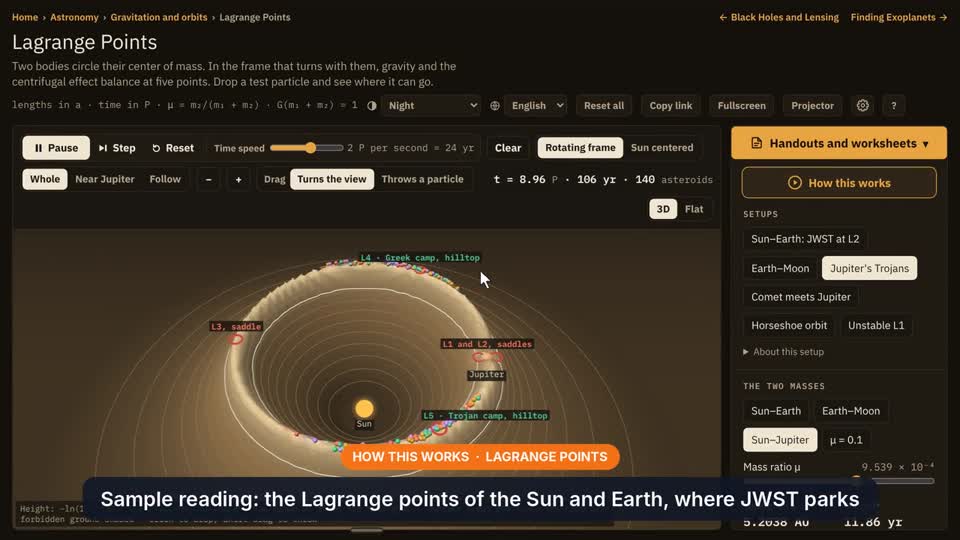 Home › Astronomy › Gravitation and orbits › Lagrange Points
← Black Holes and Lensing Finding Exoplanets →
Lagrange Points
Two bodies circle their center of mass. In the frame that turns with them, gravity and the
centrifugal effect balance at five points. Drop a test particle and see where it can go.
lengths in a · time in P · μ = m₂/(m₁ + m₂) · G(m₁ + m₂) = 1
Night English Reset all Copy link Fullscreen Projector ?
Pause Step Reset Time speed 2 P per second = 24 yr Clear Rotating frame Sun centered
Whole Near Jupiter Follow − + Drag Turns the view Throws a particle t = 8.96 P · 106 yr · 140 asteroids
3D Flat
L4 · Greek camp, hilltop
L3, saddle
L1 and L2, saddles
Jupiter
L5 · Trojan camp, hilltop
Sun
Height: −ln(1
Handouts and worksheets ▾
How this works
SETUPS
Sun–Earth: JWST at L2
Earth–Moon Jupiter's Trojans
Comet meets Jupiter
Horseshoe orbit Unstable L1
▶ About this setup
THE TWO MASSES
Sun–Earth Earth–Moon
Sun–Jupiter μ = 0.1
Mass ratio μ 9.539 × 10⁻⁴
5.2038 AU 11.86 yr
HOW THIS WORKS · LAGRANGE POINTS
Sample reading: the Lagrange points of the Sun and Earth, where JWST parks